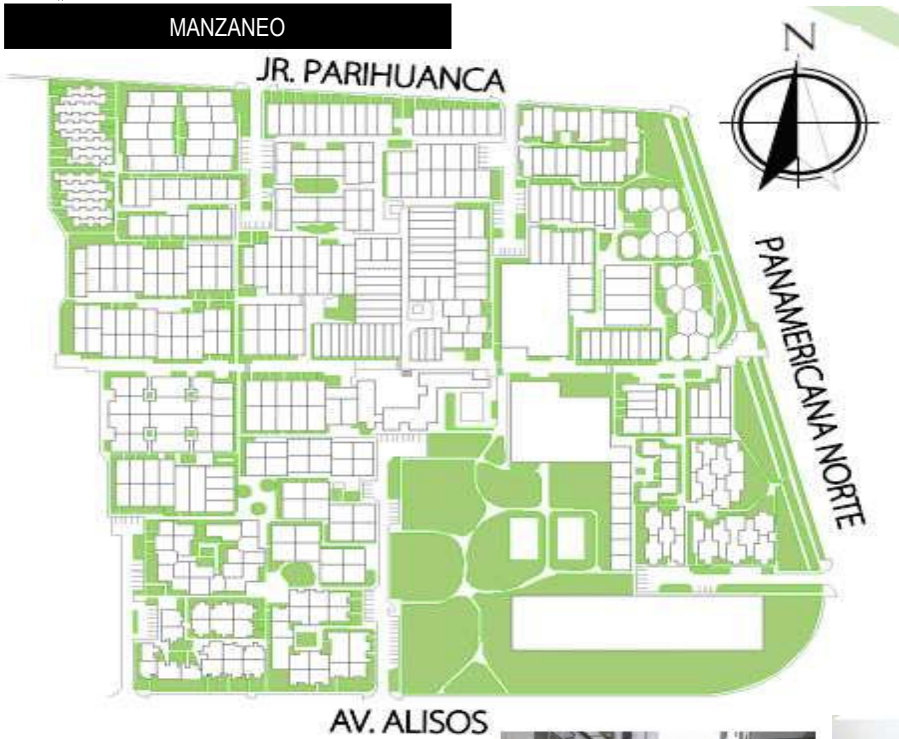 MANZANEO
N
JR. PARIHUANCA
PANAMERICANA NORTE
AV. ALISOS